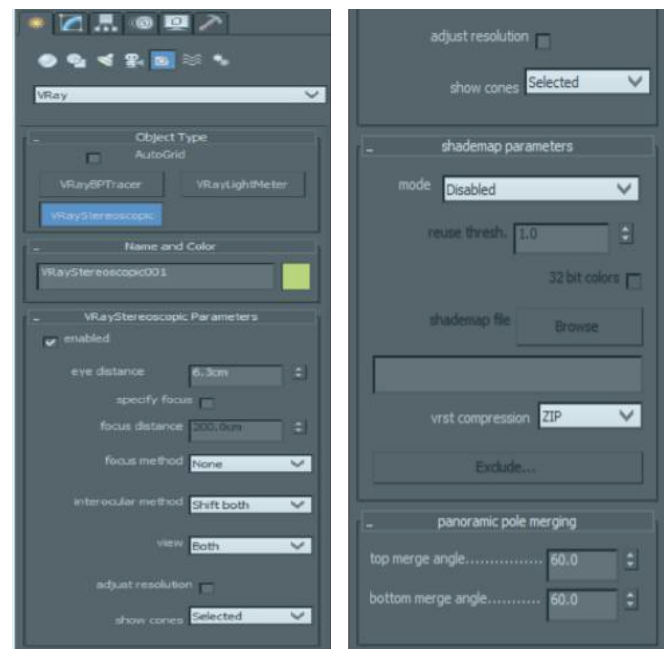 VRay
Object Type
AutoGrid
VRayBPTracer VRayLightMeter
VRayStereoscopic
Name and Color
VRayStereoscopic001
VRayStereoscopic Parameters
enabled
eye distance 6.3cm
specify focus
focus distance 200.0cm
focus method None
interocular method Shift both
view Both
adjust resolution
show cones Selected
adjust resolution
show cones Selected
shademap parameters
mode Disabled
reuse thresh. 1.0
32 bit colors
shademap file Browse
vrst compression ZIP
Exclude...
panoramic pole merging
top merge angle................ 60.0
bottom merge angle........... 60.0